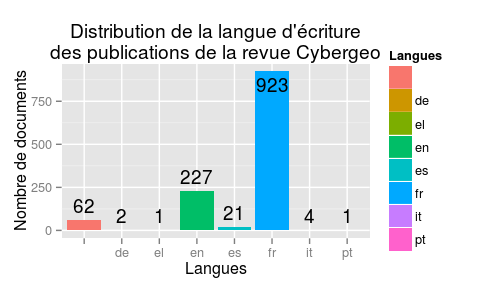 Distribution de la langue d'écriture
des publications de la revue Cybergeo
Nombre de documents
750
500
250
0
62
2
1
227
21
923
4
1
de
el
en
es
fr
it
pt
Langues
Langues
de
el
en
es
fr
it
pt